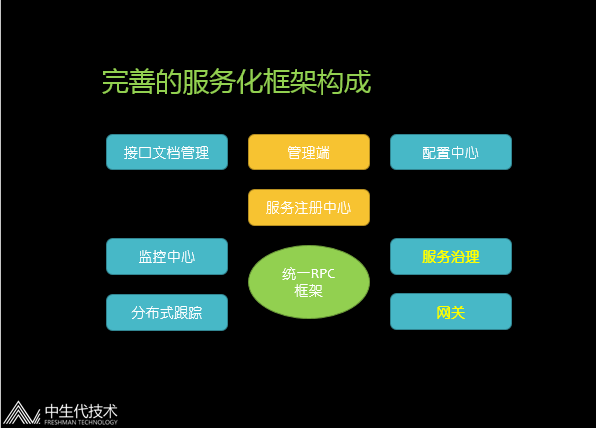 完善的服务化框架构成
接口文档管理
管理端
配置中心
服务注册中心
监控中心
统一RPC
框架
服务治理
分布式跟踪
网关
中生代技术
FRESHMAN TECHNOLOGY